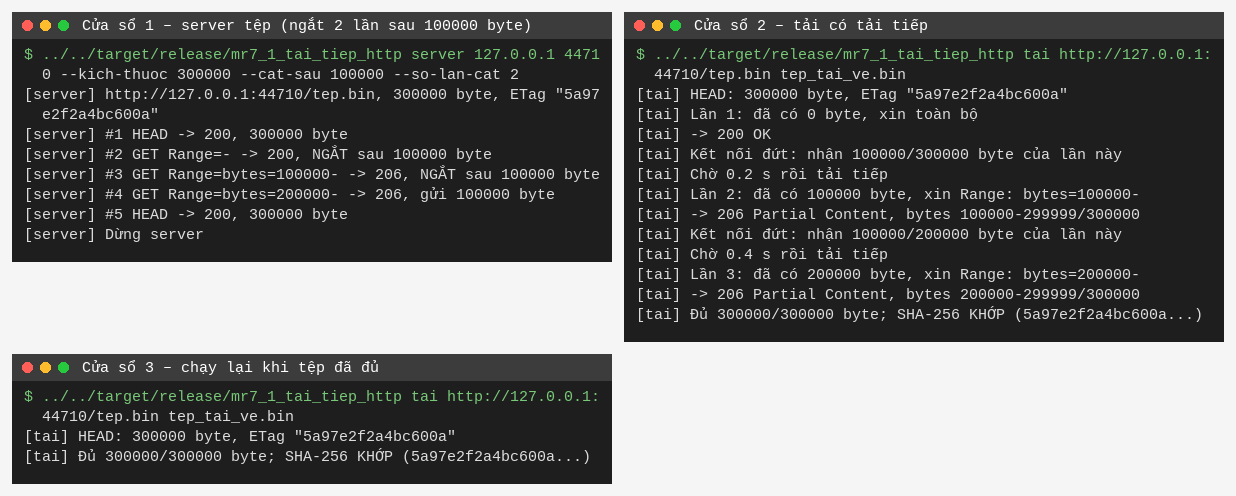 Cửa sổ 1 – server tệp (ngắt 2 lần sau 100000 byte)
$ ../../target/release/mr7_1_tai_tiep_http server 127.0.0.1 4471
0 --kich-thuoc 300000 --cat-sau 100000 --so-lan-cat 2
[server] http://127.0.0.1:44710/tep.bin, 300000 byte, ETag "5a97
e2f2a4bc600a"
[server] #1 HEAD -> 200, 300000 byte
[server] #2 GET Range=- -> 200, NGẮT sau 100000 byte
[server] #3 GET Range=bytes=100000- -> 206, NGẮT sau 100000 byte
[server] #4 GET Range=bytes=200000- -> 206, gửi 100000 byte
[server] #5 HEAD -> 200, 300000 byte
[server] Dừng server
Cửa sổ 2 – tải có tải tiếp
$ ../../target/release/mr7_1_tai_tiep_http tai http://127.0.0.1:
44710/tep.bin tep_tai_ve.bin
[tai] HEAD: 300000 byte, ETag "5a97e2f2a4bc600a"
[tai] Lần 1: đã có 0 byte, xin toàn bộ
[tai] -> 200 OK
[tai] Kết nối đứt: nhận 100000/300000 byte của lần này
[tai] Chờ 0.2 s rồi tải tiếp
[tai] Lần 2: đã có 100000 byte, xin Range: bytes=100000-
[tai] -> 206 Partial Content, bytes 100000-299999/300000
[tai] Kết nối đứt: nhận 100000/200000 byte của lần này
[tai] Chờ 0.4 s rồi tải tiếp
[tai] Lần 3: đã có 200000 byte, xin Range: bytes=200000-
[tai] -> 206 Partial Content, bytes 200000-299999/300000
[tai] Đủ 300000/300000 byte; SHA-256 KHỚP (5a97e2f2a4bc600a...)
Cửa sổ 3 – chạy lại khi tệp đã đủ
$ ../../target/release/mr7_1_tai_tiep_http tai http://127.0.0.1:
44710/tep.bin tep_tai_ve.bin
[tai] HEAD: 300000 byte, ETag "5a97e2f2a4bc600a"
[tai] Đủ 300000/300000 byte; SHA-256 KHỚP (5a97e2f2a4bc600a...)